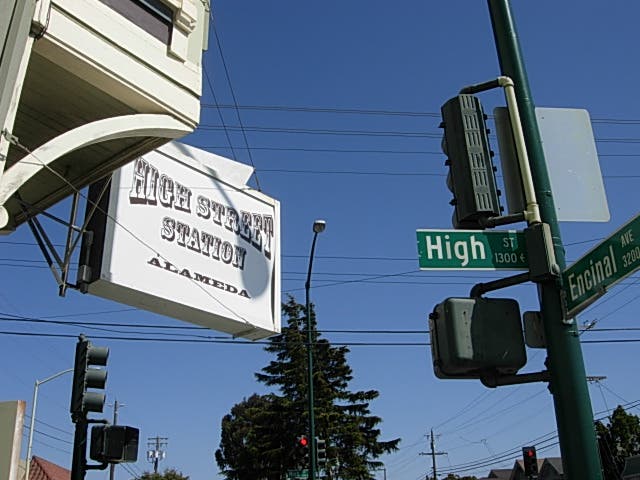 HIGH STREET
STATION
ALAMEDA
High ST
1300
Encinal AVE
3200